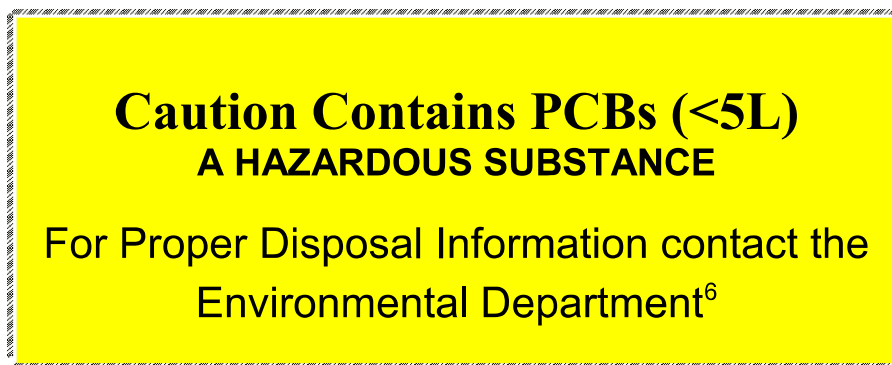 Caution Contains PCBs (<5L)
A HAZARDOUS SUBSTANCE
For Proper Disposal Information contact the
Environmental Department⁶